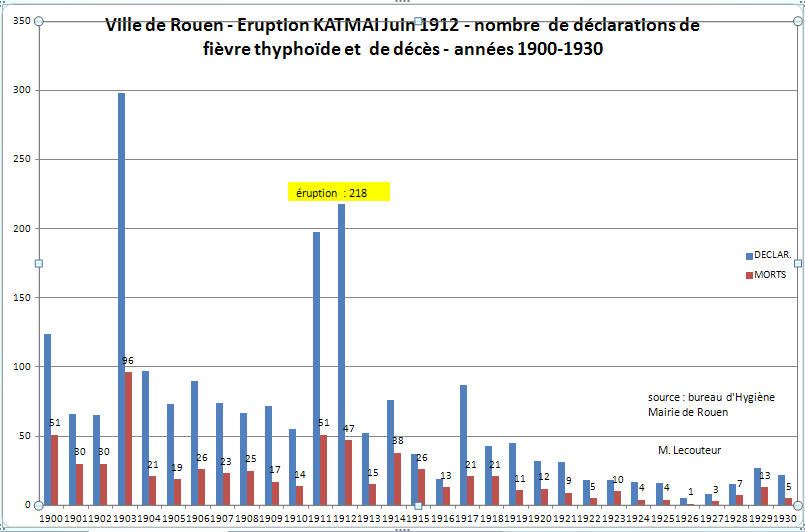 Ville de Rouen - Eruption KATMAI Juin 1912 - nombre de déclarations de
fièvre thyphoïde et de décès - années 1900-1930
350
300
250
200
150
100
50
0
éruption : 218
DECLAR.
MORTS
source : bureau d'Hygiène
Mairie de Rouen
M. Lecouteur
51 30 30 96 21 19 26 23 25 17 14 51 47 15 38 26 13 21 21 11 12 9 5 10 4 4 1 3 7 13 5
1900 1901 1902 1903 1904 1905 1906 1907 1908 1909 1910 1911 1912 1913 1914 1915 1916 1917 1918 1919 1920 1921 1922 1923 1924 1925 1926 1927 1928 1929 1930